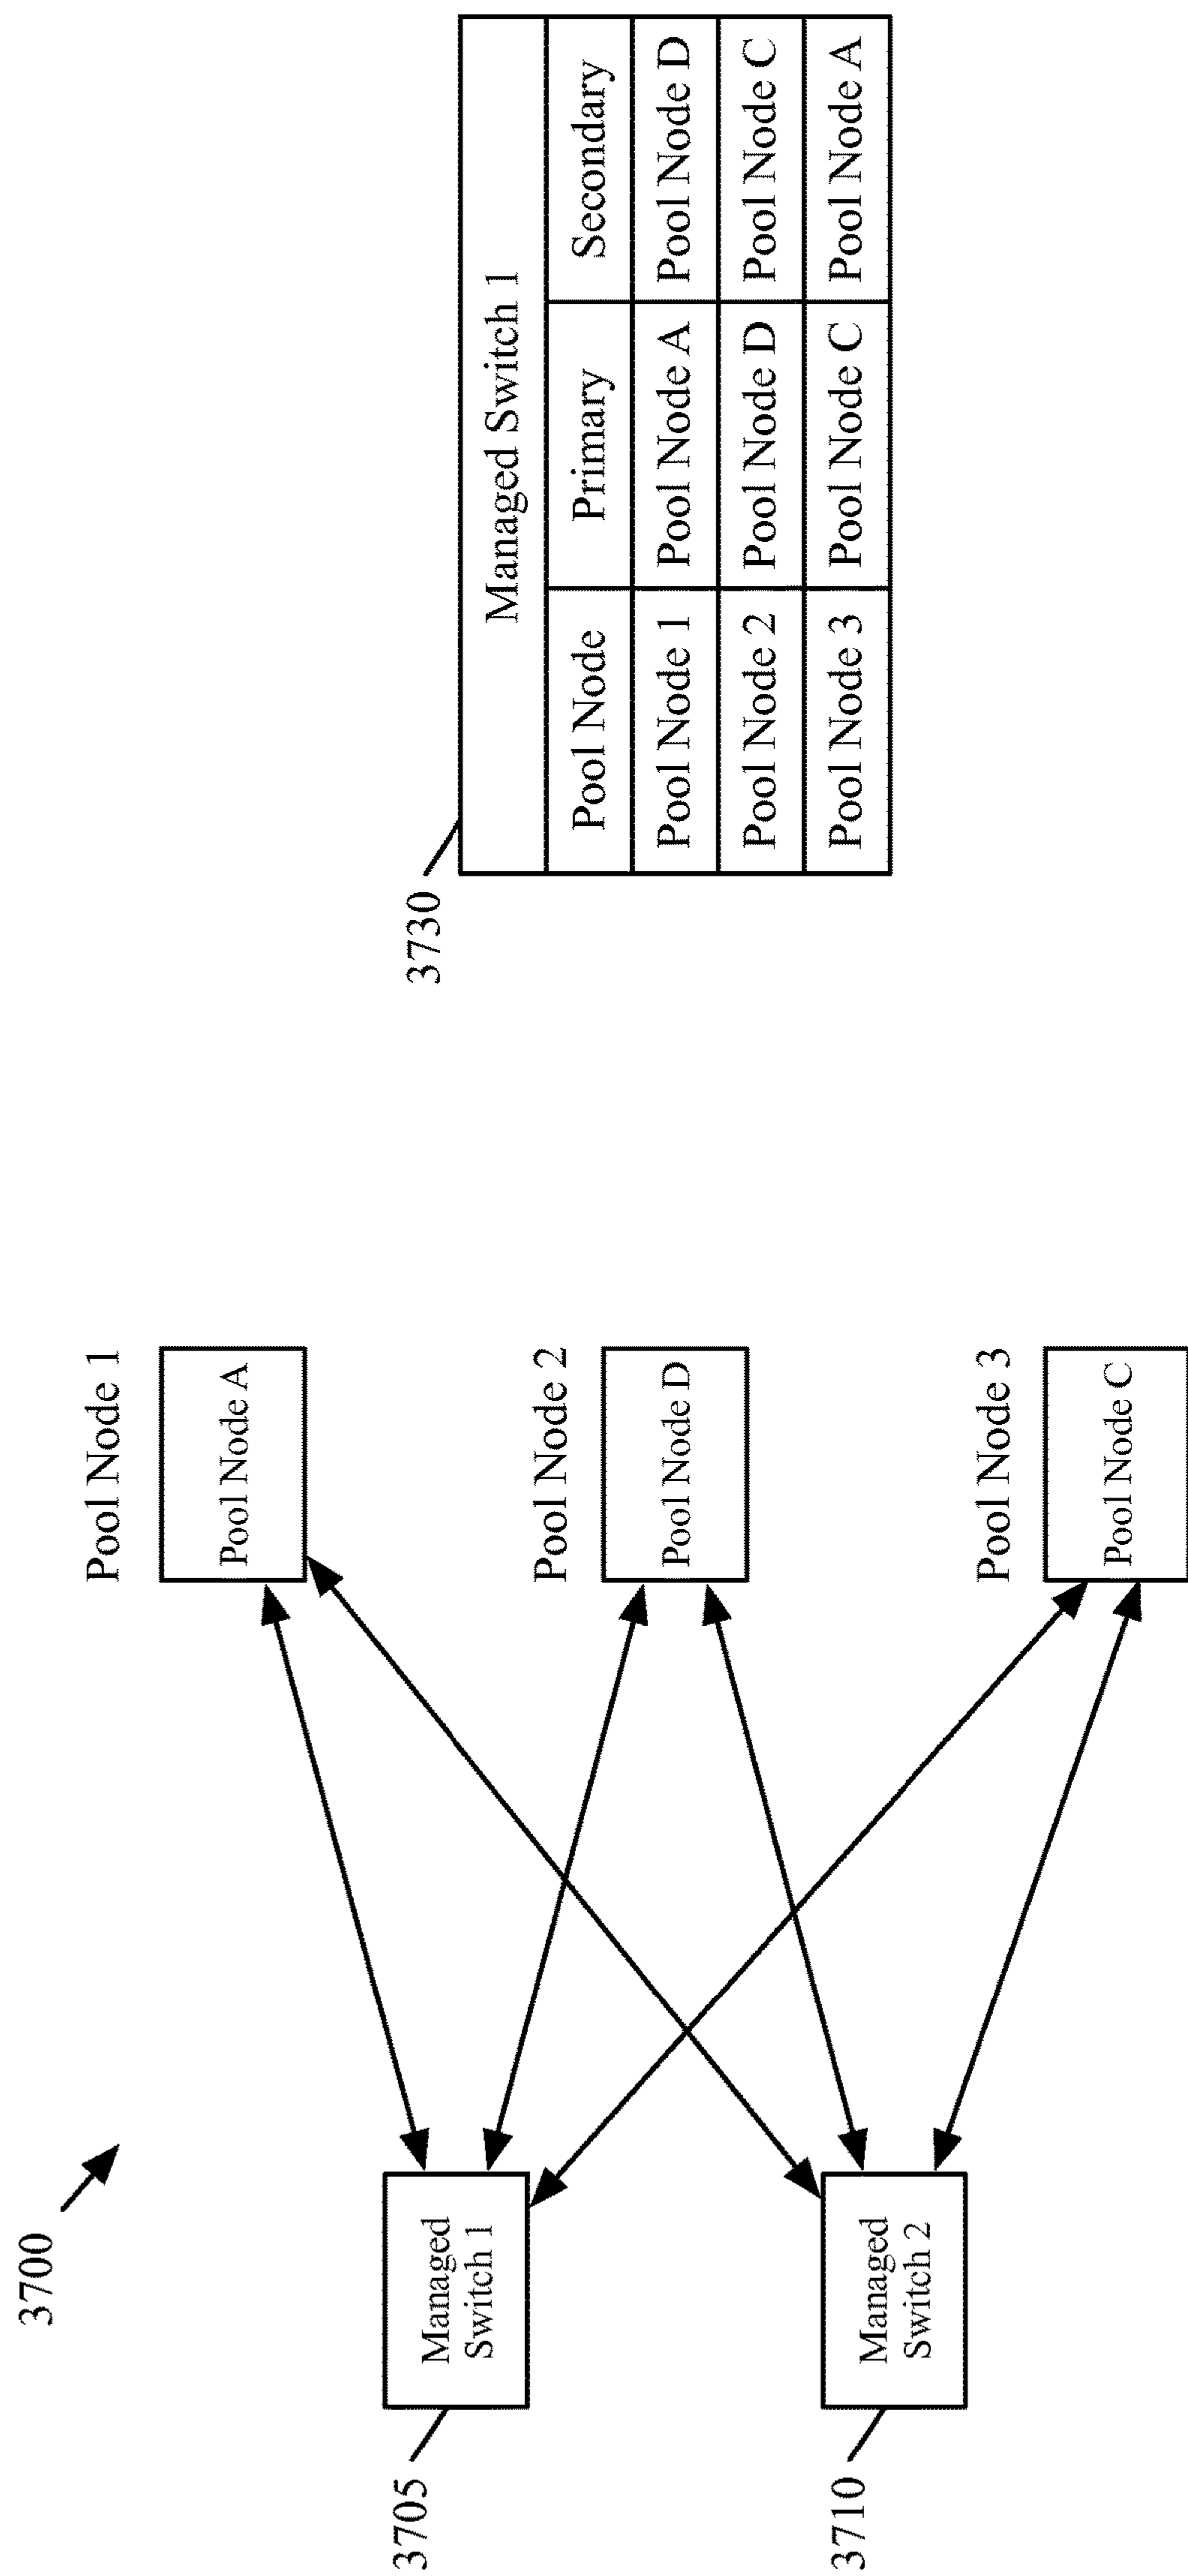 3700
Pool Node 1
Pool Node A
3705
Managed
Switch 1
Pool Node 2
Pool Node D
3710
Managed
Switch 2
Pool Node 3
Pool Node C
3730
Managed Switch 1
Pool Node Primary Secondary
Pool Node 1 Pool Node A Pool Node D
Pool Node 2 Pool Node D Pool Node C
Pool Node 3 Pool Node C Pool Node A